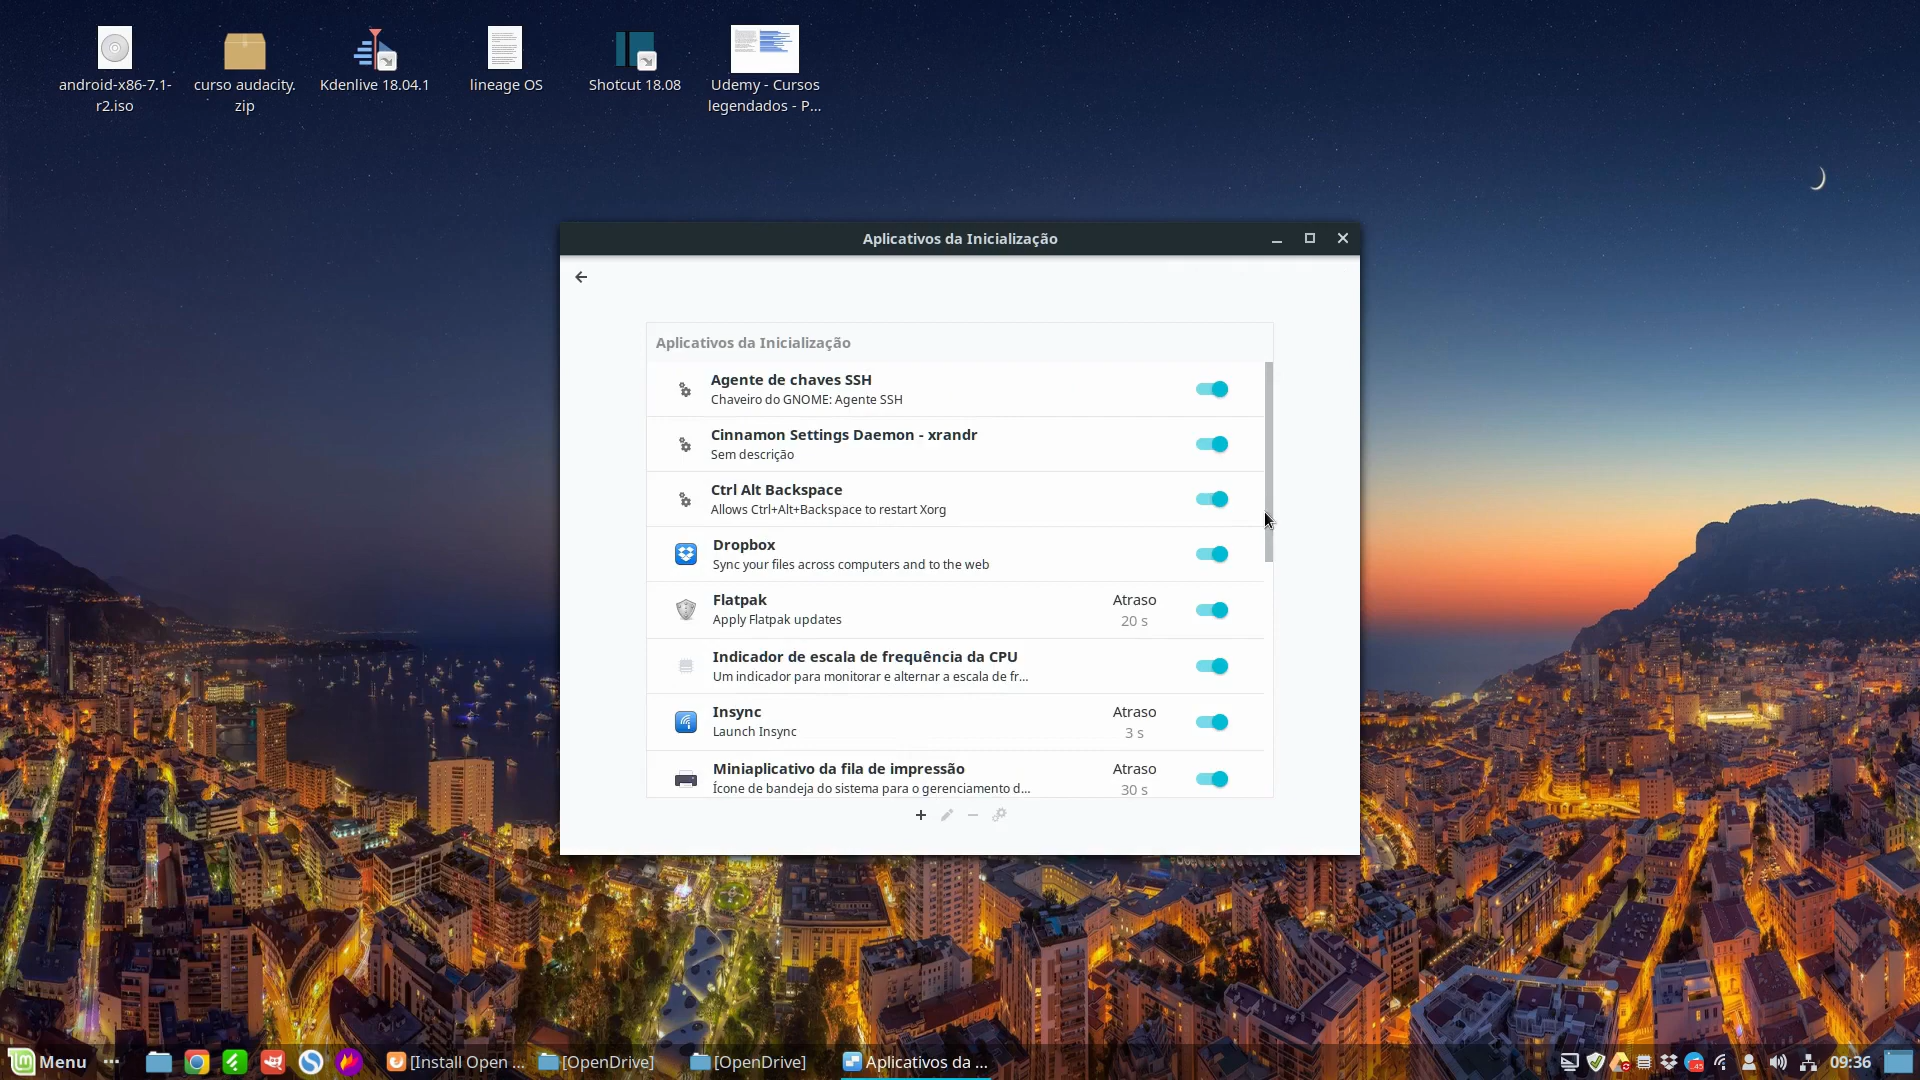 android-x86-7.1-
r2.iso
curso audacity.
zip
Kdenlive 18.04.1
lineage OS
Shotcut 18.08
Udemy - Cursos
legendados - P...
Aplicativos da Inicialização
Aplicativos da Inicialização
Agente de chaves SSH
Chaveiro do GNOME: Agente SSH
Cinnamon Settings Daemon - xrandr
Sem descrição
Ctrl Alt Backspace
Allows Ctrl+Alt+Backspace to restart Xorg
Dropbox
Sync your files across computers and to the web
Flatpak
Apply Flatpak updates
Atraso
20 s
Indicador de escala de frequência da CPU
Um indicador para monitorar e alternar a escala de fr...
Insync
Launch Insync
Atraso
3 s
Miniaplicativo da fila de impressão
Ícone de bandeja do sistema para o gerenciamento d...
Atraso
30 s
Menu
[Install Open ...
[OpenDrive]
[OpenDrive]
Aplicativos da ...
09:36